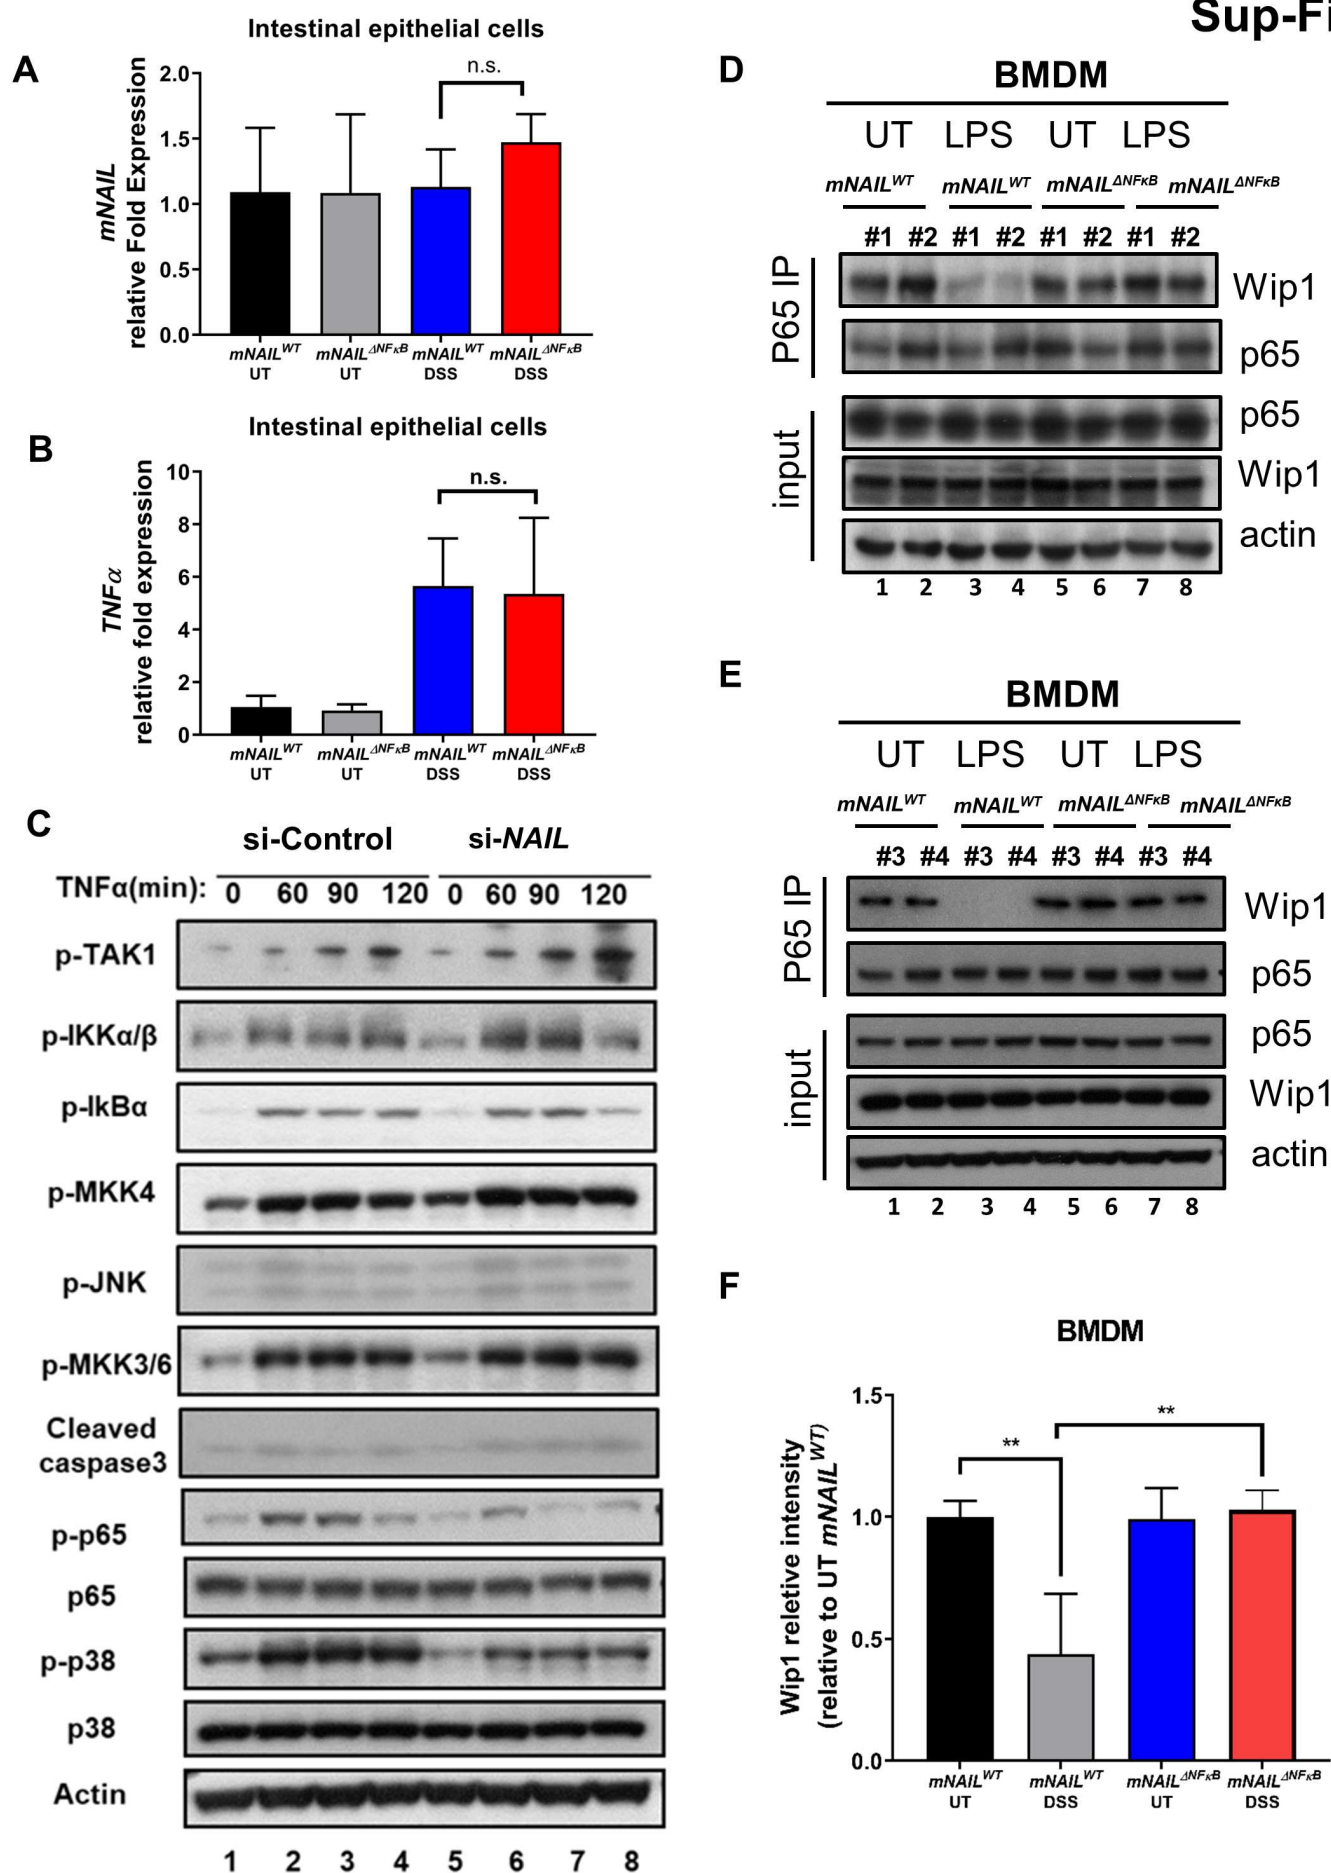 Sup-Fi
A
Intestinal epithelial cells
mNAIL
relative Fold Expression
2.0
1.5
1.0
0.5
0.0
n.s.
mNAILWT mNAILΔNFκB mNAILWT mNAILΔNFκB
UT UT DSS DSS
B
Intestinal epithelial cells
TNFα
relative fold expression
10
8
6
4
2
0
n.s.
mNAILWT mNAILΔNFκB mNAILWT mNAILΔNFκB
UT UT DSS DSS
C
si-Control si-NAIL
TNFα(min): 0 60 90 120 0 60 90 120
p-TAK1
p-IKKα/β
p-IkBα
p-MKK4
p-JNK
p-MKK3/6
Cleaved
caspase3
p-p65
p65
p-p38
p38
Actin
1 2 3 4 5 6 7 8
D
BMDM
UT LPS UT LPS
mNAILWT mNAILWT mNAILΔNFκB mNAILΔNFκB
#1 #2 #1 #2 #1 #2 #1 #2
P65 IP
Wip1
p65
input
p65
Wip1
actin
1 2 3 4 5 6 7 8
E
BMDM
UT LPS UT LPS
mNAILWT mNAILWT mNAILΔNFκB mNAILΔNFκB
#3 #4 #3 #4 #3 #4 #3 #4
P65 IP
Wip1
p65
input
p65
Wip1
actin
1 2 3 4 5 6 7 8
F
BMDM
Wip1 reletive intensity
(relative to UT mNAILWT)
1.5
1.0
0.5
0.0
**
**
mNAILWT mNAILWT mNAILΔNFκB mNAILΔNFκB
UT DSS UT DSS